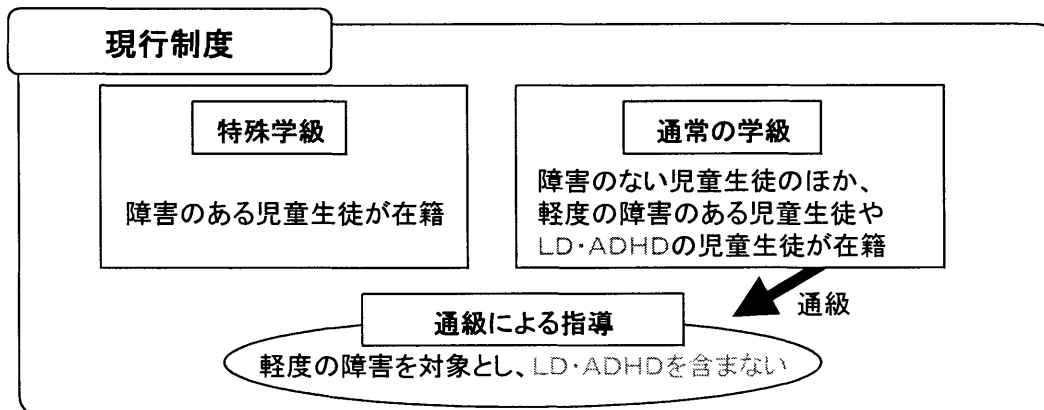 現行制度
特殊学級
障害のある児童生徒が在籍
通常の学級
障害のない児童生徒のほか、
軽度の障害のある児童生徒や
LD・ADHDの児童生徒が在籍
通級
通級による指導
軽度の障害を対象とし、LD・ADHDを含まない